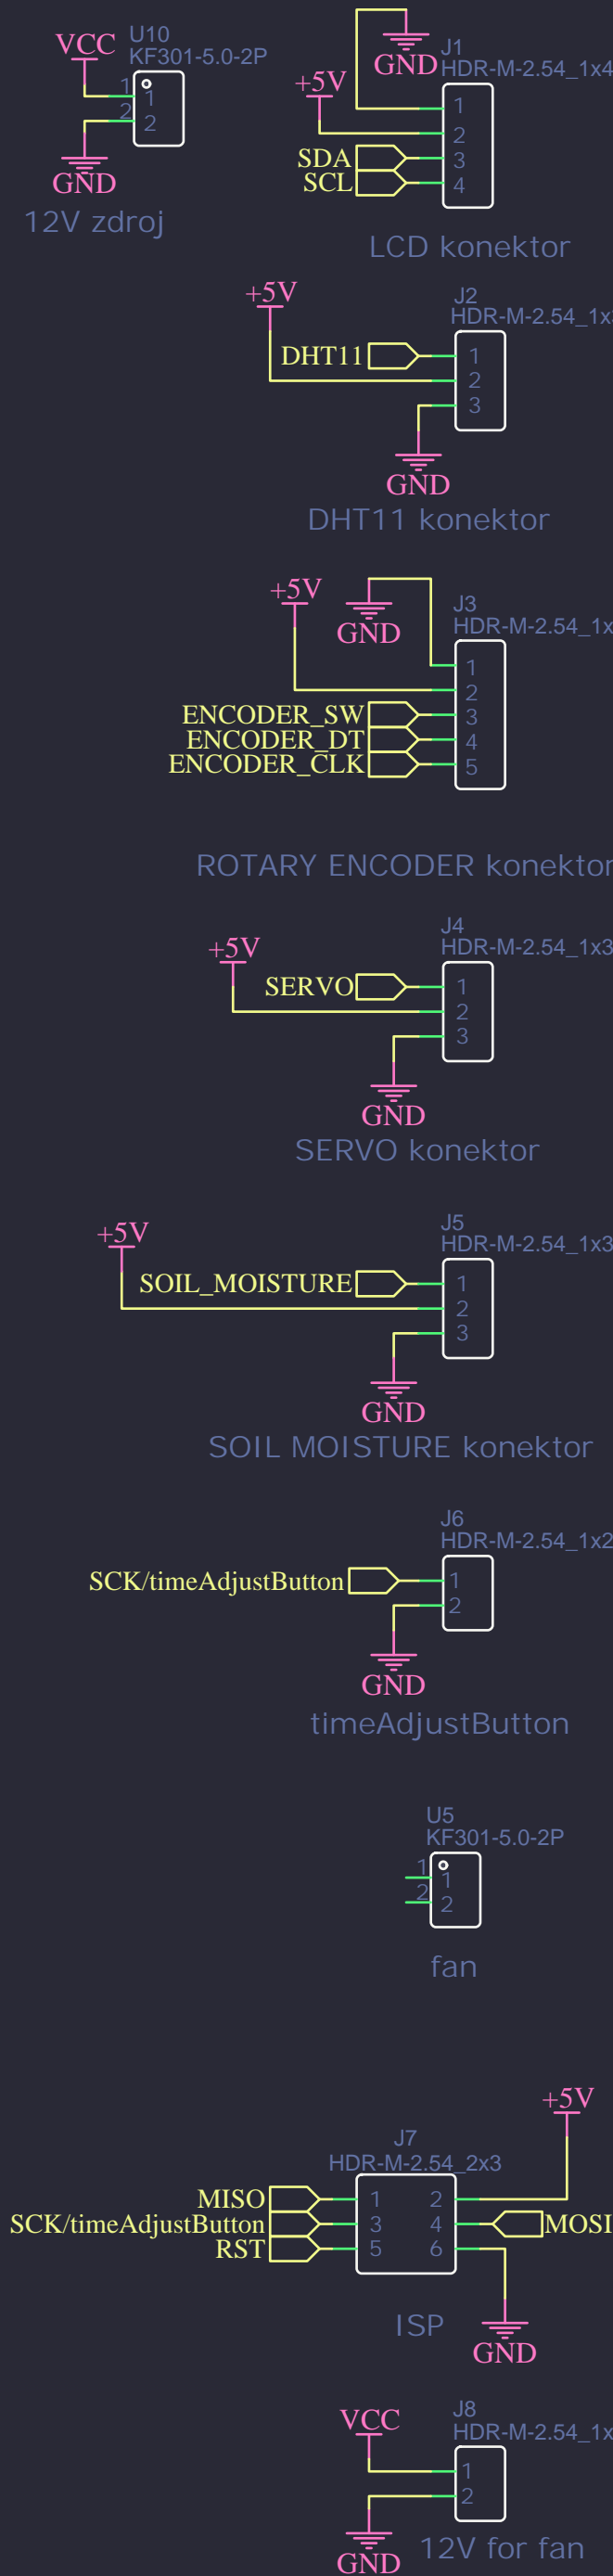 U10
KF301-5.0-2P
VCC
1
1
2
2
GND
12V zdroj
GND
J1
HDR-M-2.54_1x4
+5V
1
2
SDA
3
SCL
4
LCD konektor
+5V
J2
HDR-M-2.54_1x
DHT11
1
2
3
GND
DHT11 konektor
+5V
GND
J3
HDR-M-2.54_1x
1
2
ENCODER_SW
3
ENCODER_DT
4
ENCODER_CLK
5
ROTARY ENCODER konektor
+5V
J4
HDR-M-2.54_1x3
SERVO
1
2
3
GND
SERVO konektor
+5V
J5
HDR-M-2.54_1x3
SOIL_MOISTURE
1
2
3
GND
SOIL MOISTURE konektor
J6
HDR-M-2.54_1x2
SCK/timeAdjustButton
1
2
GND
timeAdjustButton
U5
KF301-5.0-2P
1
1
2
2
fan
+5V
J7
HDR-M-2.54_2x3
MISO
1
2
SCK/timeAdjustButton
3
4
MOSI
RST
5
6
ISP
GND
VCC
J8
HDR-M-2.54_1x
1
2
GND
12V for fan